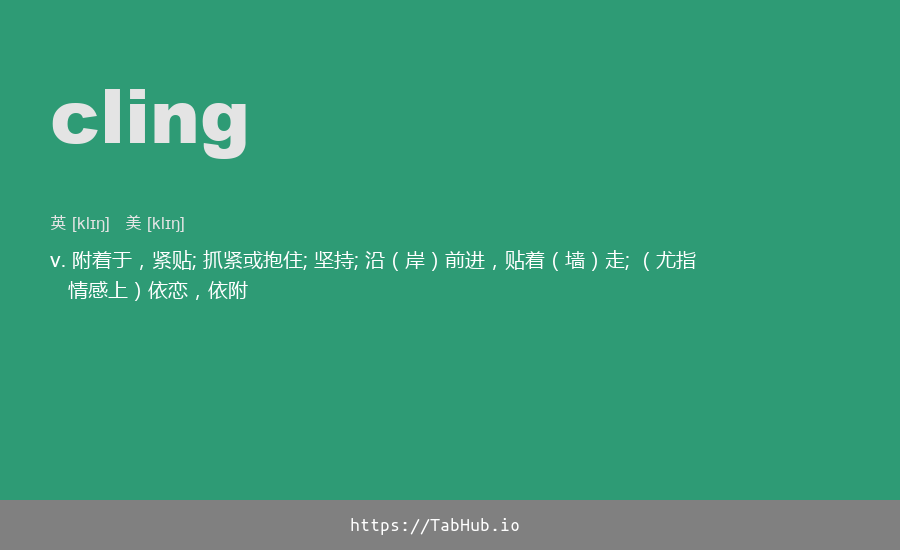 cling
英 [klɪŋ] 美 [klɪŋ]
v. 附着于，紧贴; 抓紧或抱住; 坚持; 沿（岸）前进，贴着（墙）走; （尤指
情感上）依恋，依附
https://TabHub.io